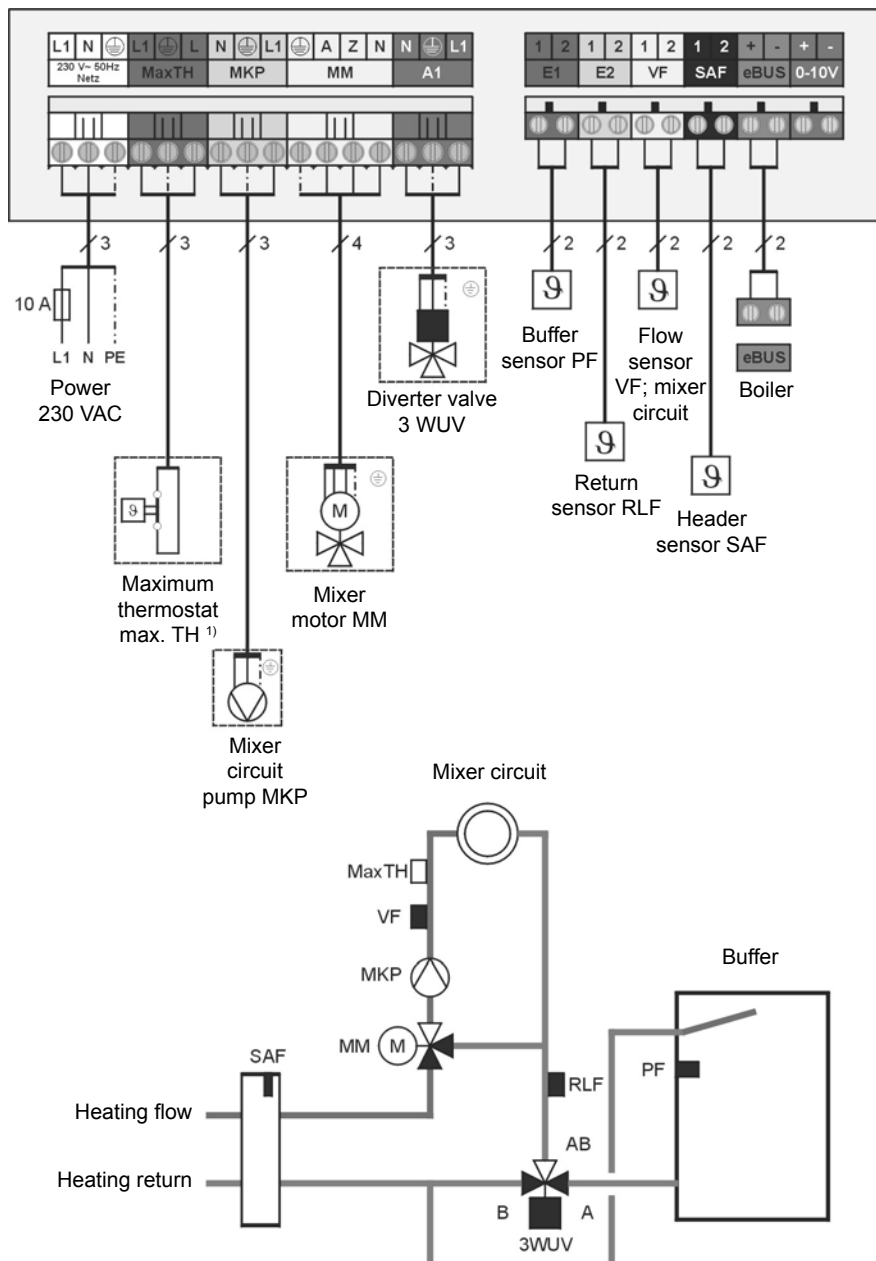 L1 N L1 L N L1 A Z N N L1
230 V~ 50Hz
Netz
MaxTH MKP MM A1
1 2 1 2 1 2 1 2 + - + -
E1 E2 VF SAF eBUS 0-10V
3 3 3 4 3 2 2 2 2 2
10 A
L1 N PE
Power
230 VAC
Maximum
thermostat
max. TH 1)
Mixer
circuit
pump MKP
M
Mixer
motor MM
Diverter valve
3 WUV
ϑ
Buffer
sensor PF
ϑ
Return
sensor RLF
ϑ
Flow
sensor
VF; mixer
circuit
ϑ
Header
sensor SAF
eBUS
Boiler
ϑ
Mixer circuit
MaxTH
VF
MKP
MM M
SAF
Heating flow
Heating return
RLF
AB
B A
3WUV
Buffer
PF